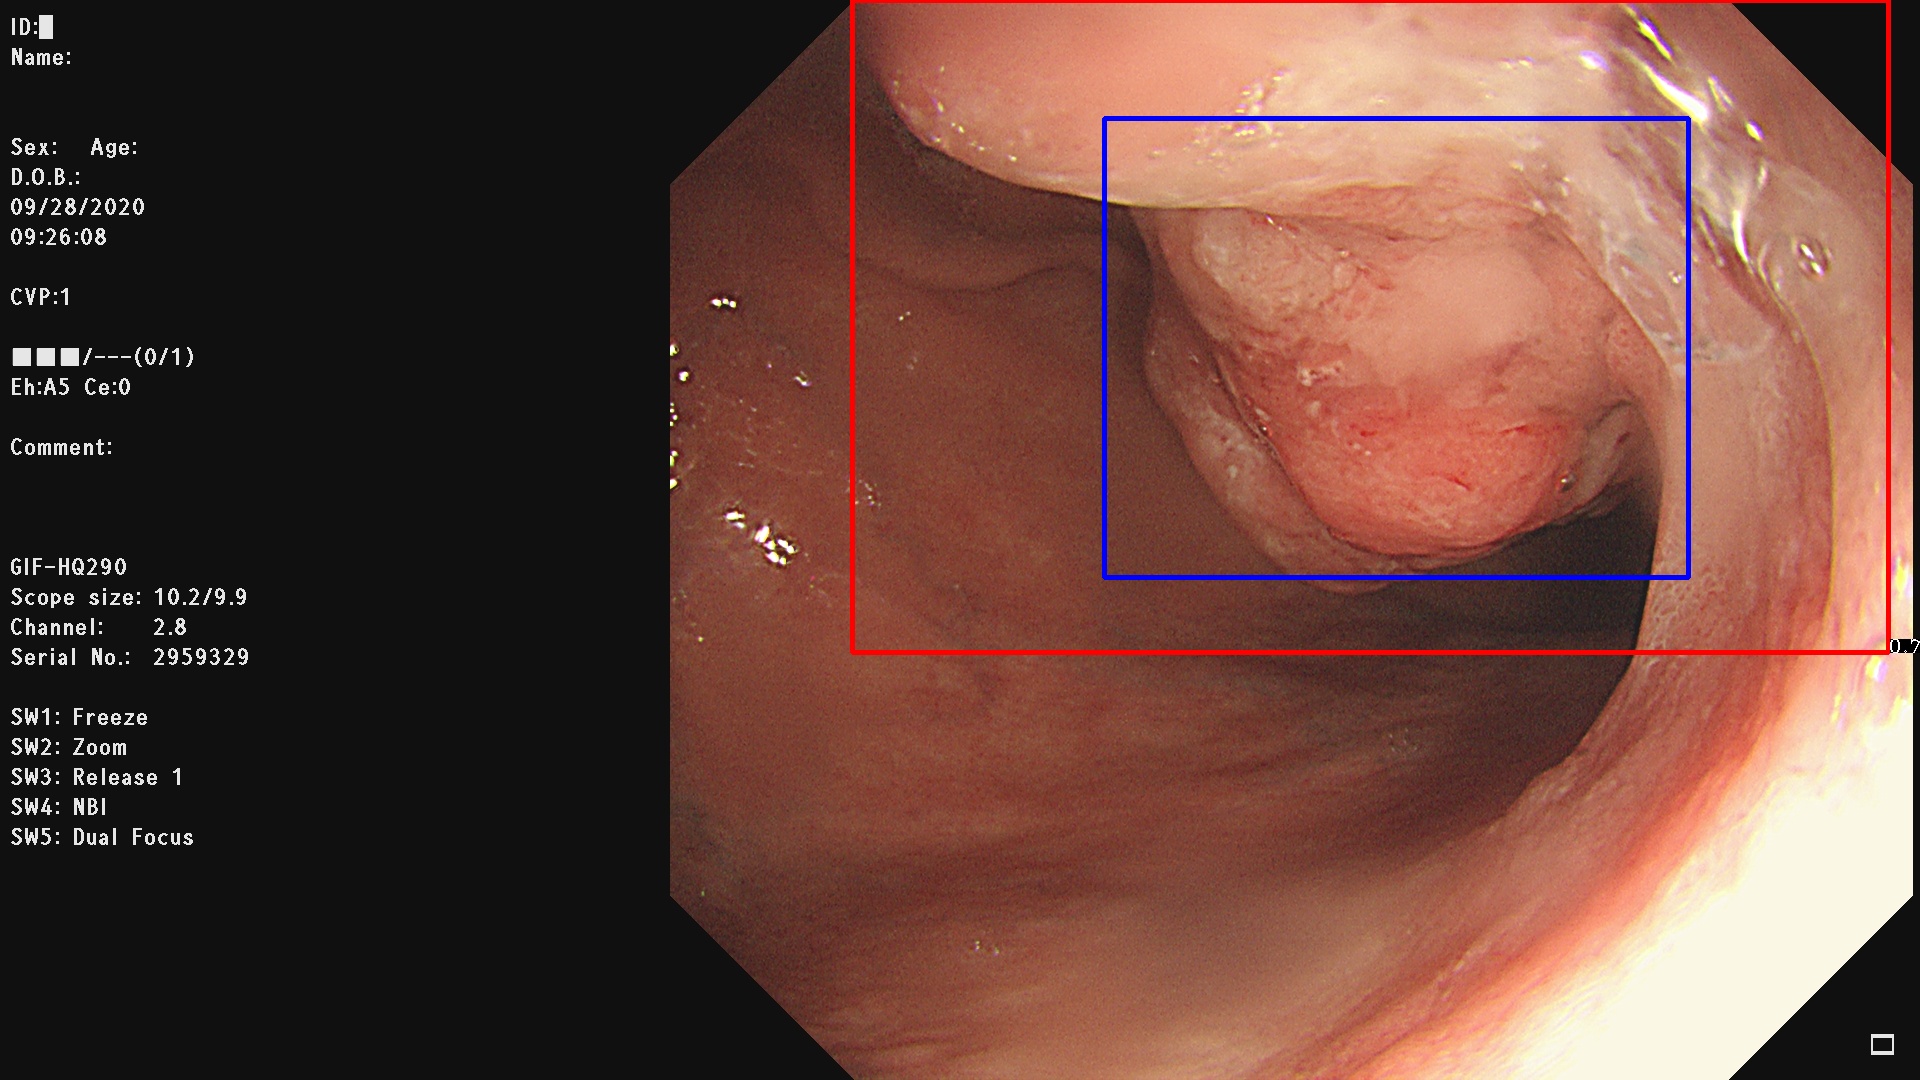 ID:
Name:
Sex: Age:
D.O.B.:
09/28/2020
09:26:08
CVP:1
■■■/---(0/1)
Eh:A5 Ce:0
Comment:
GIF-HQ290
Scope size: 10.2/9.9
Channel: 2.8
Serial No.: 2959329
SW1: Freeze
SW2: Zoom
SW3: Release 1
SW4: NBI
SW5: Dual Focus
0.7